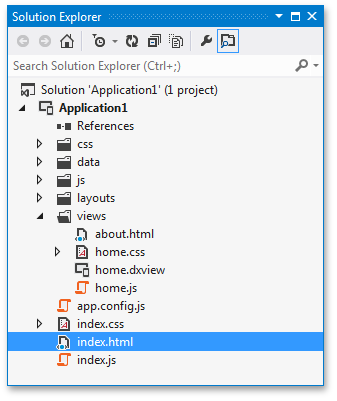 Solution Explorer
Search Solution Explorer (Ctrl+;)
Solution 'Application1' (1 project)
Application1
References
css
data
js
layouts
views
about.html
home.css
home.dxview
home.js
app.config.js
index.css
index.html
index.js